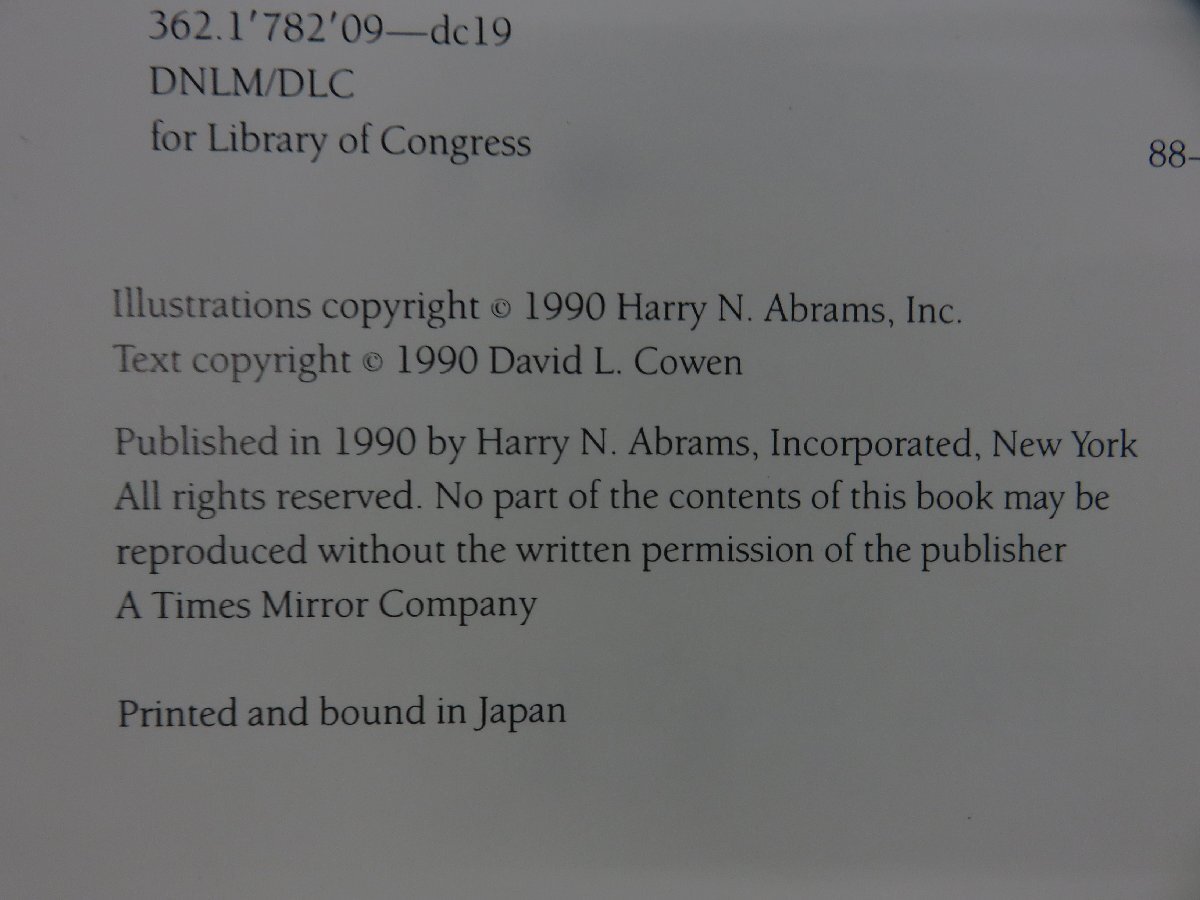 362.1'782'09—dc19
DNLM/DLC
for Library of Congress
88-
Illustrations copyright © 1990 Harry N. Abrams, Inc.
Text copyright © 1990 David L. Cowen
Published in 1990 by Harry N. Abrams, Incorporated, New York
All rights reserved. No part of the contents of this book may be
reproduced without the written permission of the publisher
A Times Mirror Company
Printed and bound in Japan